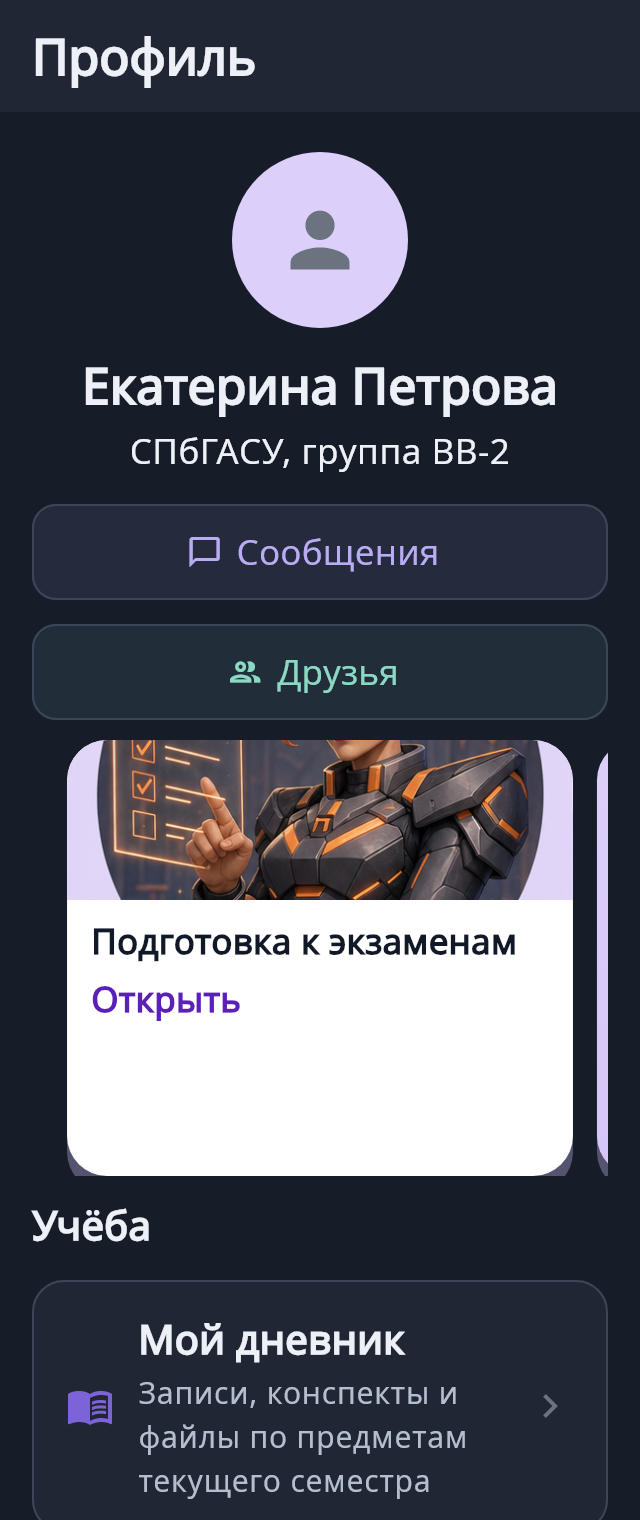 Профиль
Екатерина Петрова
СПбГАСУ, группа ВВ-2
Сообщения
Друзья
Подготовка к экзаменам
Открыть
Учёба
Мой дневник
Записи, конспекты и
файлы по предметам
текущего семестра